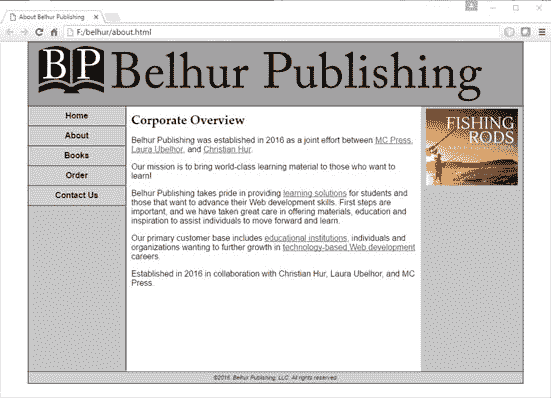 About Belhur Publishing
F:/belhur/about.html
BP Belhur Publishing
Home
About
Books
Order
Contact Us
Corporate Overview
Belhur Publishing was established in 2016 as a joint effort between MC Press,
Laura Ubelhor, and Christian Hur.
Our mission is to bring world-class learning material to those who want to
learn!
Belhur Publishing takes pride in providing learning solutions for students and
those that want to advance their Web development skills. First steps are
important, and we have taken great care in offering materials, education and
inspiration to assist individuals to move forward and learn.
Our primary customer base includes educational institutions, individuals and
organizations wanting to further growth in technology-based Web development
careers.
Established in 2016 in collaboration with Christian Hur, Laura Ubelhor, and MC
Press.
FISHING
RODS
©2016. Belhur Publishing, LLC. All rights reserved.